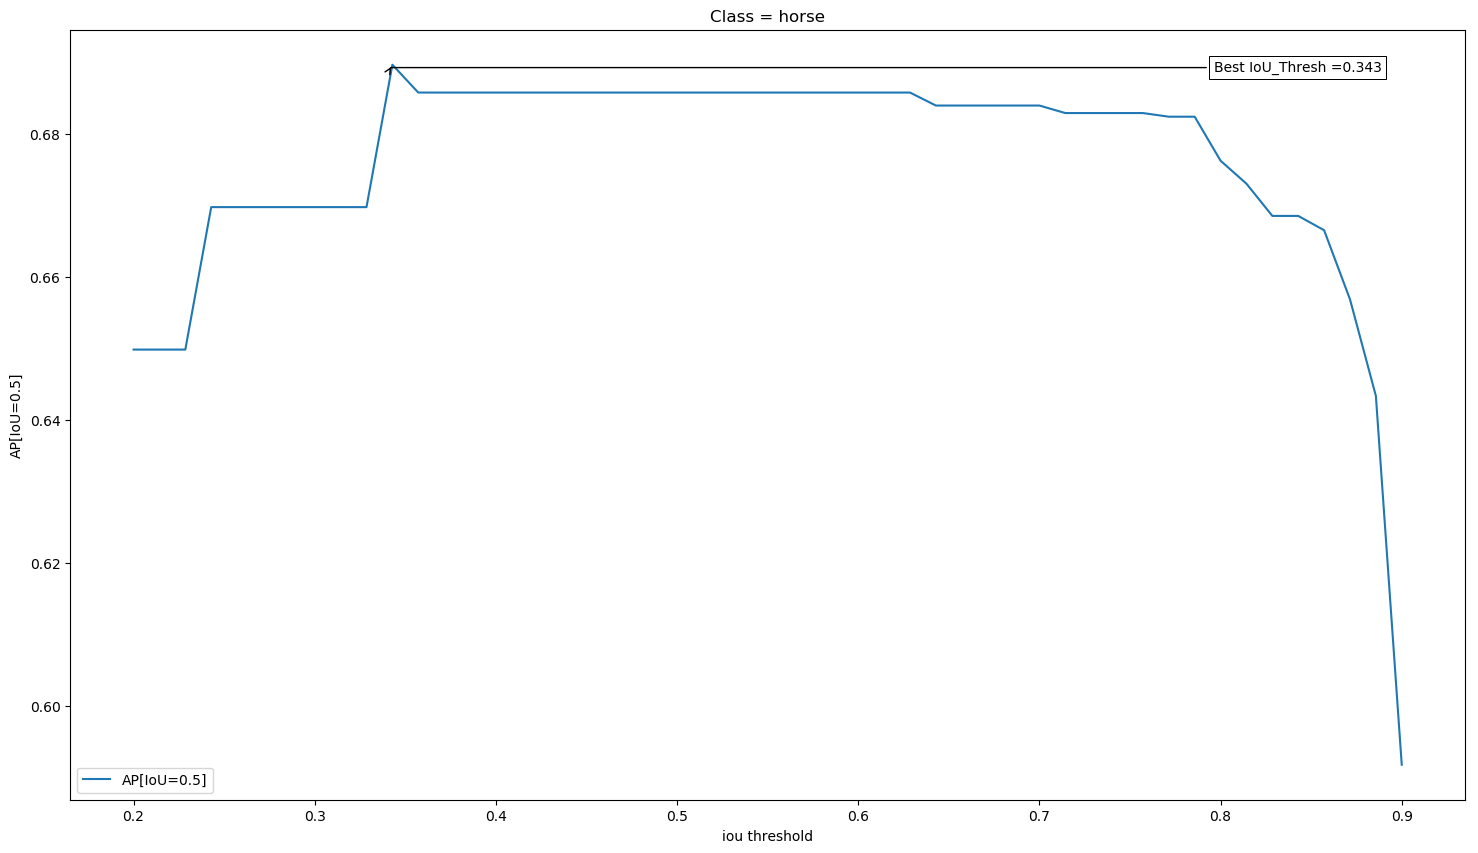 Class = horse
Best IoU_Thresh =0.343
AP[IoU=0.5]
0.68
0.66
0.64
0.62
0.60
AP[IoU=0.5]
0.2 0.3 0.4 0.5 0.6 0.7 0.8 0.9
iou threshold